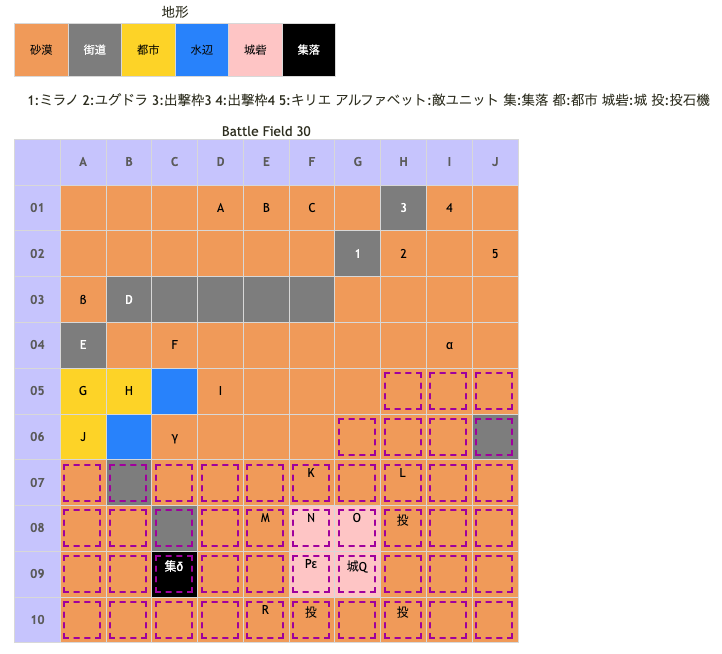 地形
砂漠 街道 都市 水辺 城砦 集落
1:ミラノ 2:ユグドラ 3:出撃枠3 4:出撃枠4 5:キリエ アルファベット:敵ユニット 集:集落 都:都市 城砦:城 投:投石機
Battle Field 30
A B C D E F G H I J
01 A B C 3 4
02 1 2 5
03 ß D
04 E F α
05 G H I
06 J γ
07 K L
08 M N O 投
09 集δ Pε 城Q
10 R 投 投